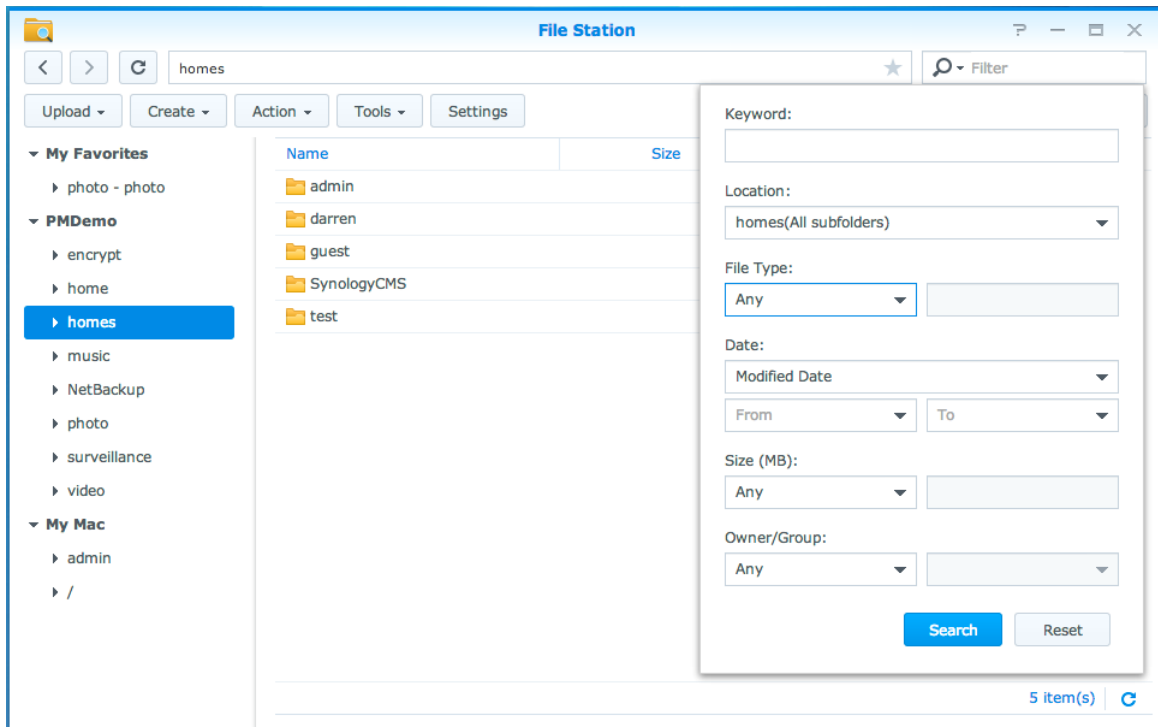 File Station
homes
Filter
Upload Create Action Tools Settings
My Favorites
photo - photo
PMDemo
encrypt
home
homes
music
NetBackup
photo
surveillance
video
My Mac
admin
/
Name Size
admin
darren
guest
SynologyCMS
test
Keyword:
Location:
homes(All subfolders)
File Type:
Any
Date:
Modified Date
From To
Size (MB):
Any
Owner/Group:
Any
Search Reset
5 item(s)